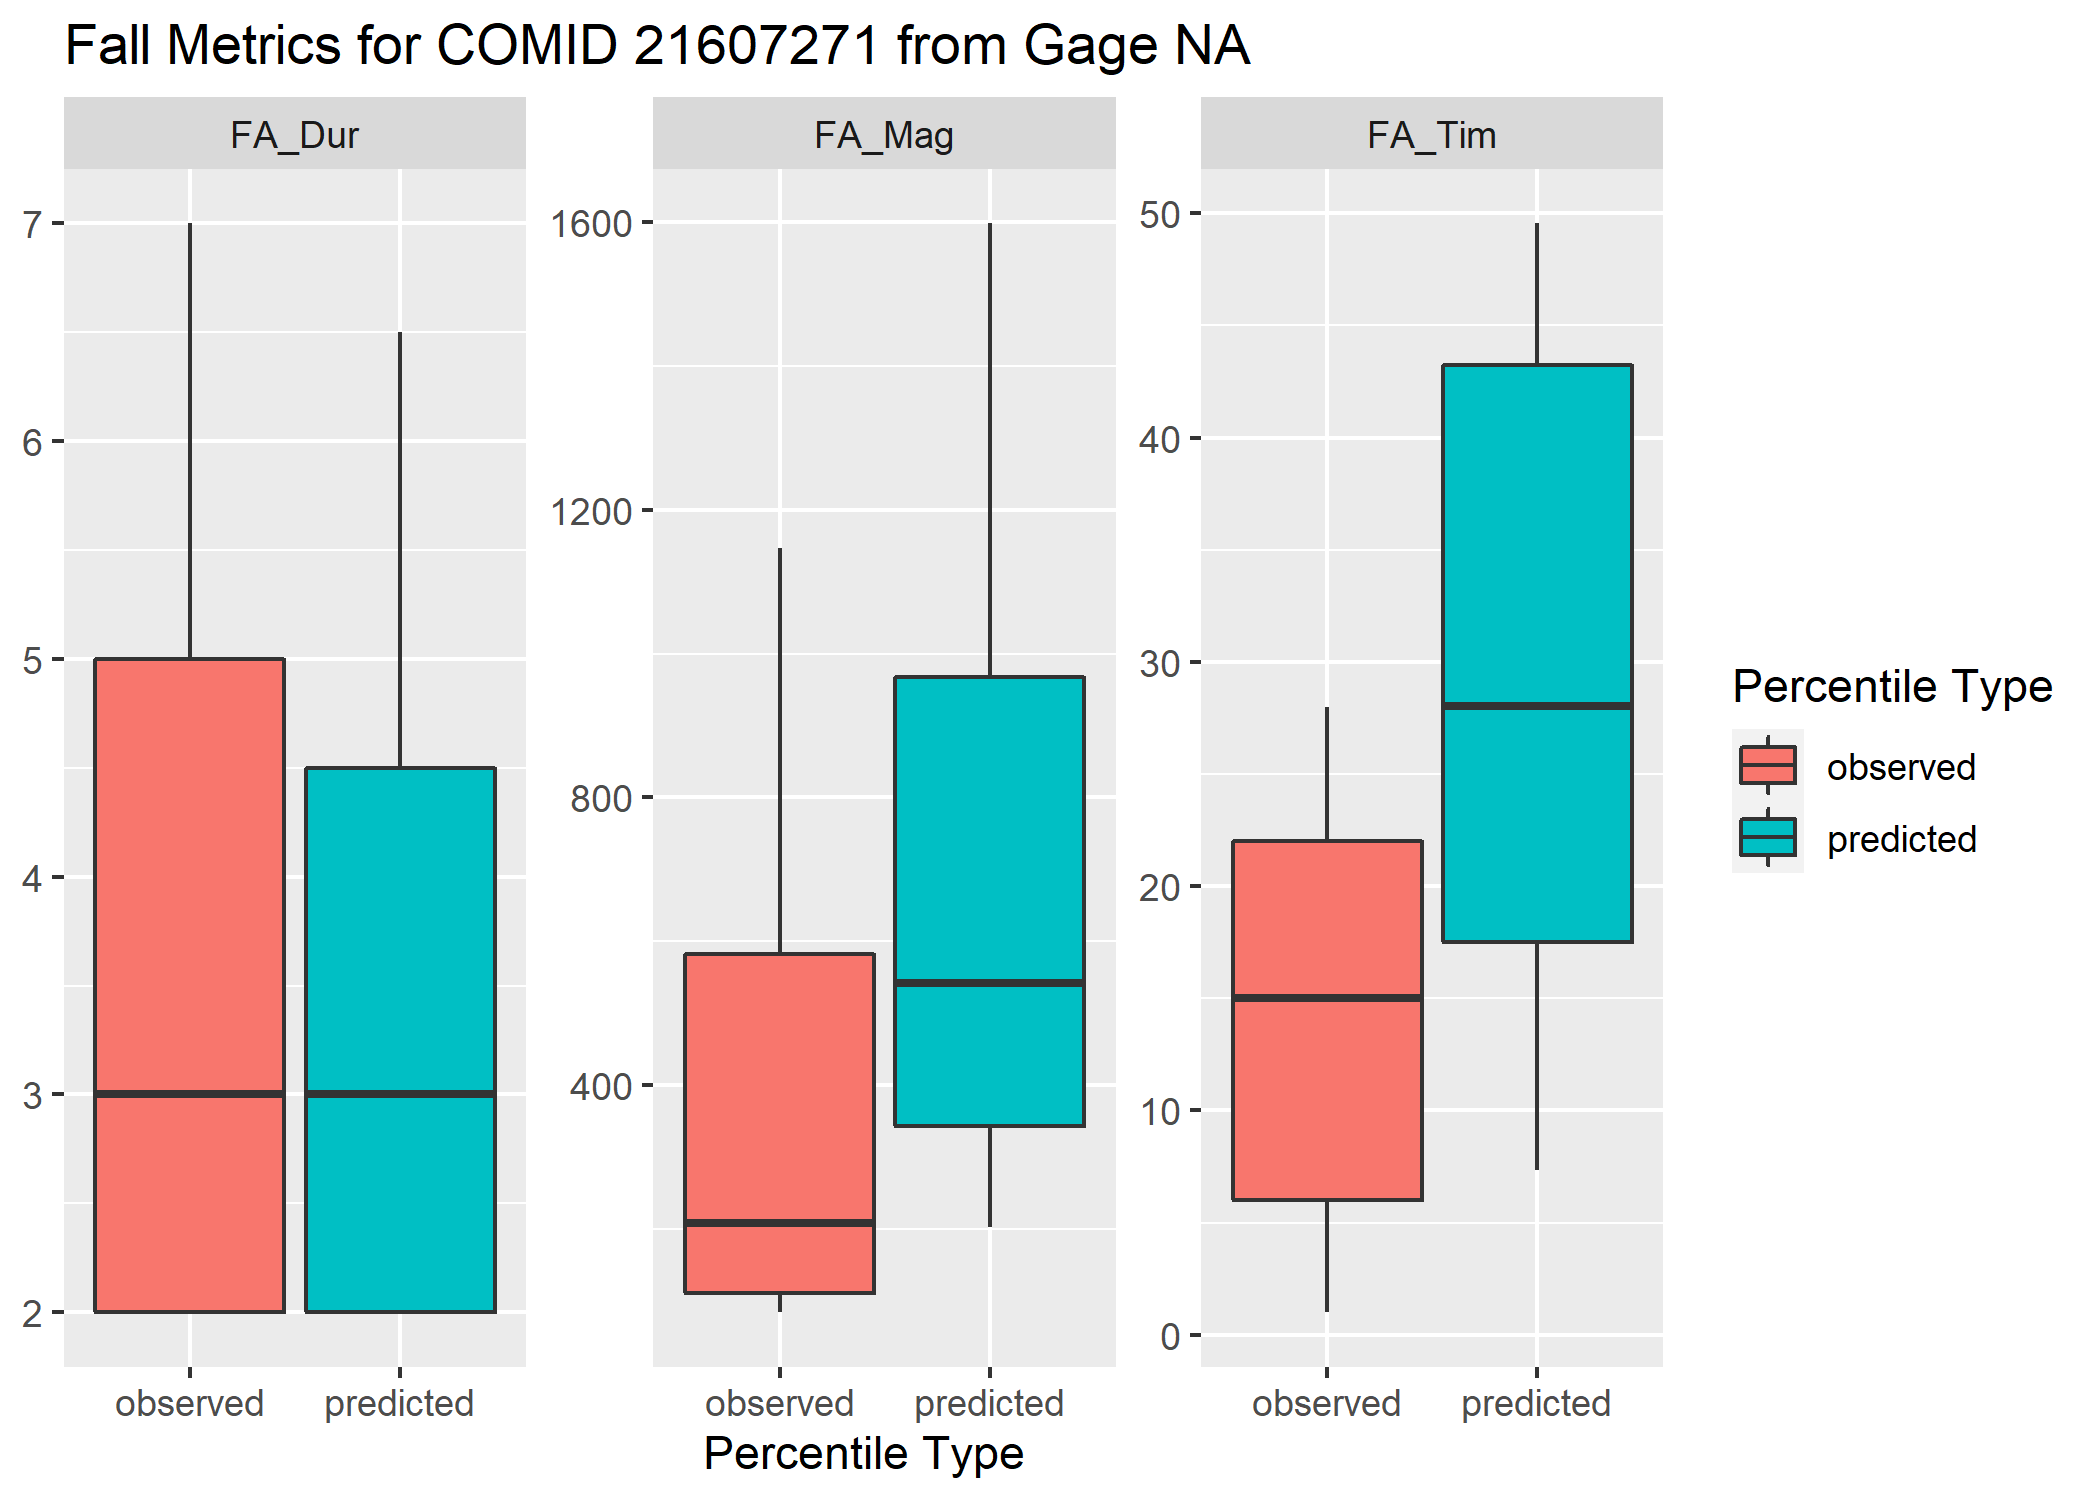 Fall Metrics for COMID 21607271 from Gage NA
FA_Dur
FA_Mag
FA_Tim
7
6
5
4
3
2
1600
1200
800
400
50
40
30
20
10
0
observed
predicted
observed
predicted
observed
predicted
Percentile Type
Percentile Type
observed
predicted